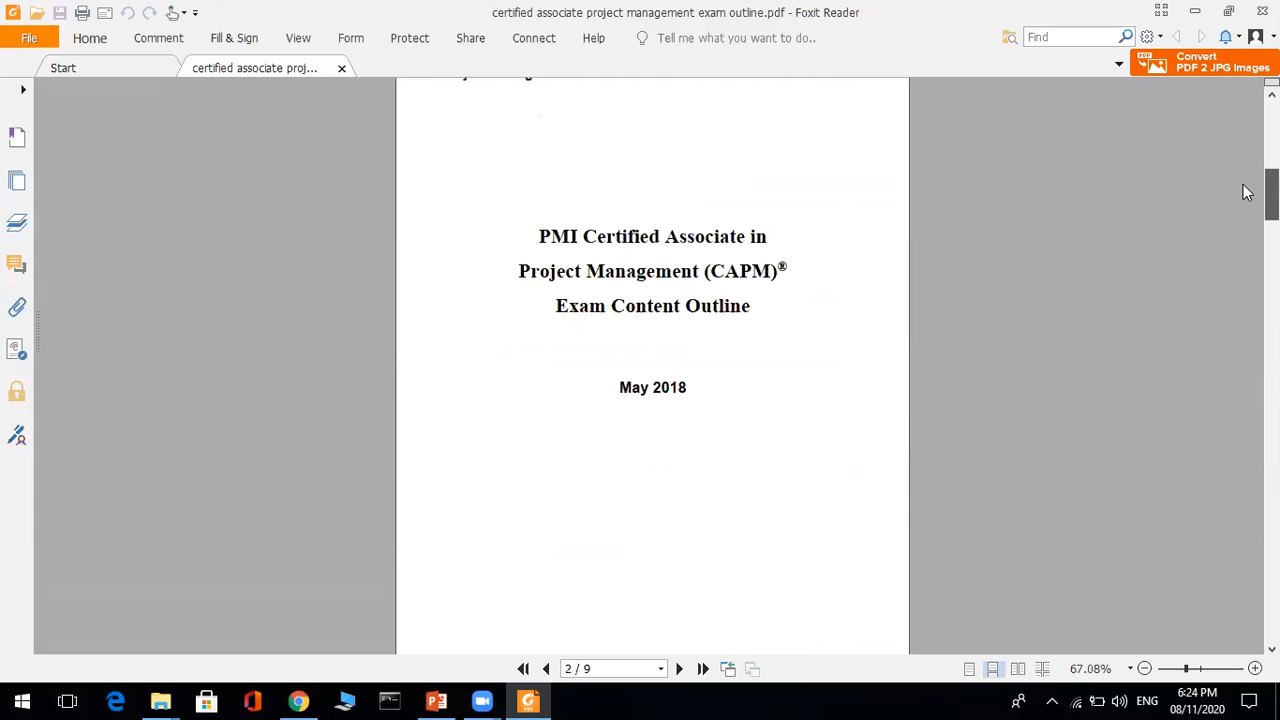 certified associate project management exam outline.pdf - Foxit Reader
File
Home
Comment
Fill & Sign
View
Form
Protect
Share
Connect
Help
Tell me what you want to do..
Find
Start
certified associate proj...
Convert
PDF 2 JPG Images
PMI Certified Associate in
Project Management (CAPM)®
Exam Content Outline
May 2018
2 / 9
67.08%
ENG
6:24 PM
08/11/2020